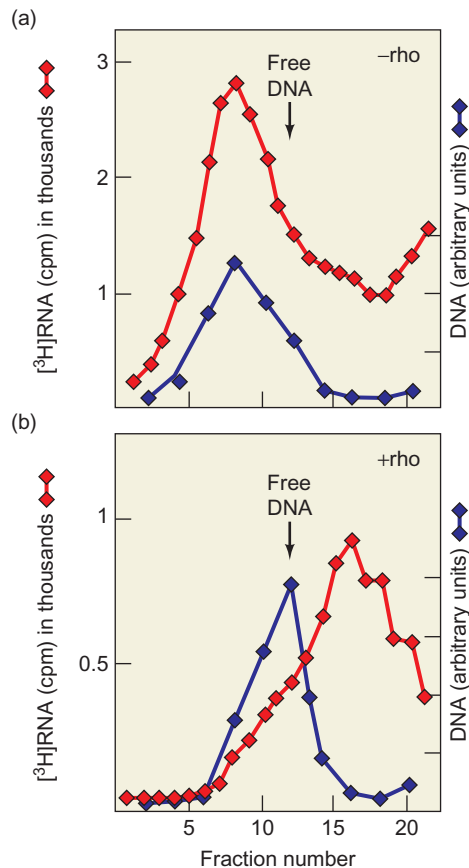 (a)
[³H]RNA (cpm) in thousands
3
2
1
Free
DNA
–rho
DNA (arbitrary units)
(b)
[³H]RNA (cpm) in thousands
1
0.5
Free
DNA
+rho
DNA (arbitrary units)
5 10 15 20
Fraction number